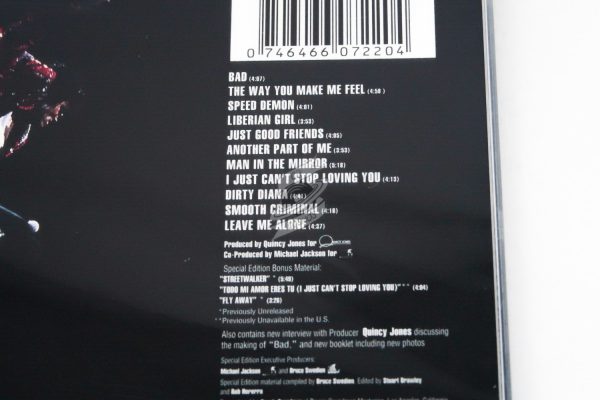 0 746466 072204
BAD (4:07)
THE WAY YOU MAKE ME FEEL (4:58)
SPEED DEMON (4:01)
LIBERIAN GIRL (3:53)
JUST GOOD FRIENDS (4:05)
ANOTHER PART OF ME (3:53)
MAN IN THE MIRROR (5:18)
I JUST CAN'T STOP LOVING YOU (4:13)
DIRTY DIANA (4:41)
SMOOTH CRIMINAL (4:18)
LEAVE ME ALONE (4:37)
Produced by Quincy Jones for
Co-Produced by Michael Jackson for
Special Edition Bonus Material:
"STREETWALKER" * (5:49)
"TODO MI AMOR ERES TU (I JUST CAN'T STOP LOVING YOU)" ** (4:04)
"FLY AWAY" * (3:26)
*Previously Unreleased
**Previously Unavailable in the U.S.
Also contains new interview with Producer Quincy Jones discussing
the making of "Bad," and new booklet including new photos
Special Edition Executive Producers:
Michael Jackson and Bruce Swedien
Special Edition material compiled by Bruce Swedien. Edited by Stuart Brawley
and Bob Herrera